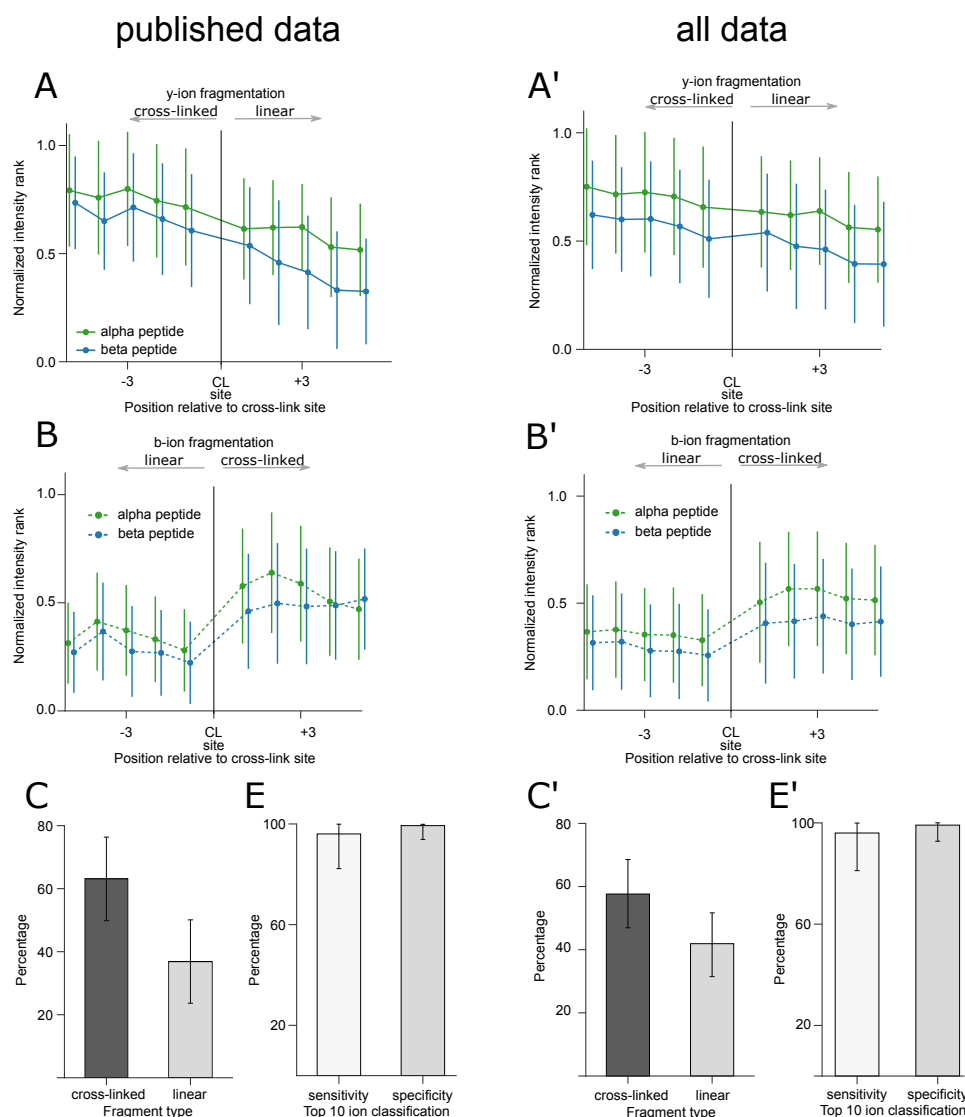 published data
all data
A
y-ion fragmentation
cross-linked linear
Normalized intensity rank
1.0
0.5
0.0
alpha peptide
beta peptide
-3
CL
site
+3
Position relative to cross-link site
A'
y-ion fragmentation
cross-linked linear
Normalized intensity rank
1.0
0.5
0.0
-3
CL
site
+3
Position relative to cross-link site
B
b-ion fragmentation
linear cross-linked
Normalized intensity rank
1.0
0.5
0.0
alpha peptide
beta peptide
-3
CL
site
+3
Position relative to cross-link site
B'
b-ion fragmentation
linear cross-linked
Normalized intensity rank
1.0
0.5
0.0
alpha peptide
beta peptide
-3
CL
site
+3
Position relative to cross-link site
C
Percentage
80
60
40
20
cross-linked linear
Fragment type
E
Percentage
100
60
20
sensitivity specificity
Top 10 ion classification
C'
Percentage
80
60
40
20
cross-linked linear
Fragment type
E'
Percentage
100
60
20
sensitivity specificity
Top 10 ion classification